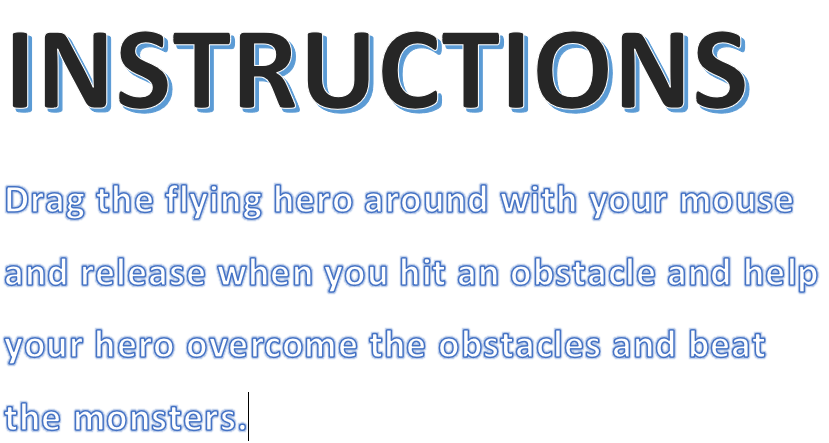 INSTRUCTIONS
Drag the flying hero around with your mouse
and release when you hit an obstacle and help
your hero overcome the obstacles and beat
the monsters.